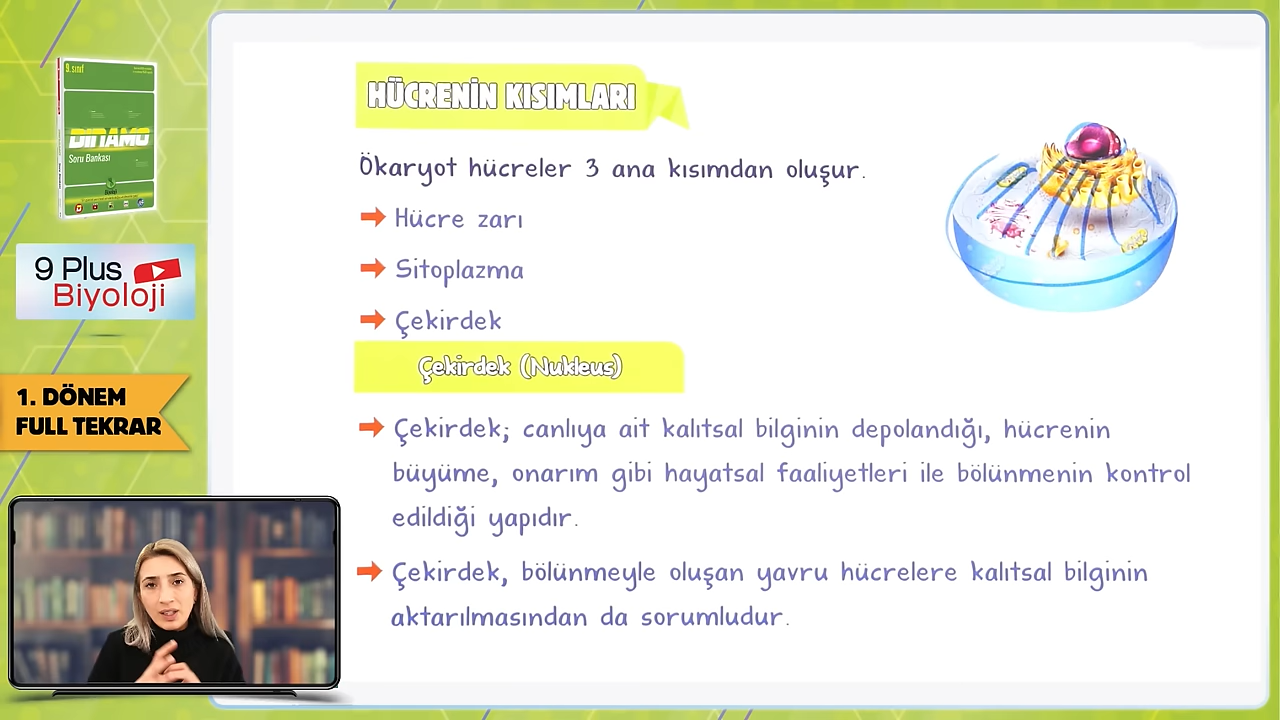 9. sınıf
DİNAMO
Soru Bankası
9 Plus
Biyoloji
1. DÖNEM
FULL TEKRAR
HÜCRENİN KISIMLARI
Ökaryot hücreler 3 ana kısımdan oluşur.
Hücre zarı
Sitoplazma
Çekirdek
Çekirdek (Nukleus)
Çekirdek; canlıya ait kalıtsal bilginin depolandığı, hücrenin
büyüme, onarım gibi hayatsal faaliyetleri ile bölünmenin kontrol
edildiği yapıdır.
Çekirdek, bölünmeyle oluşan yavru hücrelere kalıtsal bilginin
aktarılmasından da sorumludur.